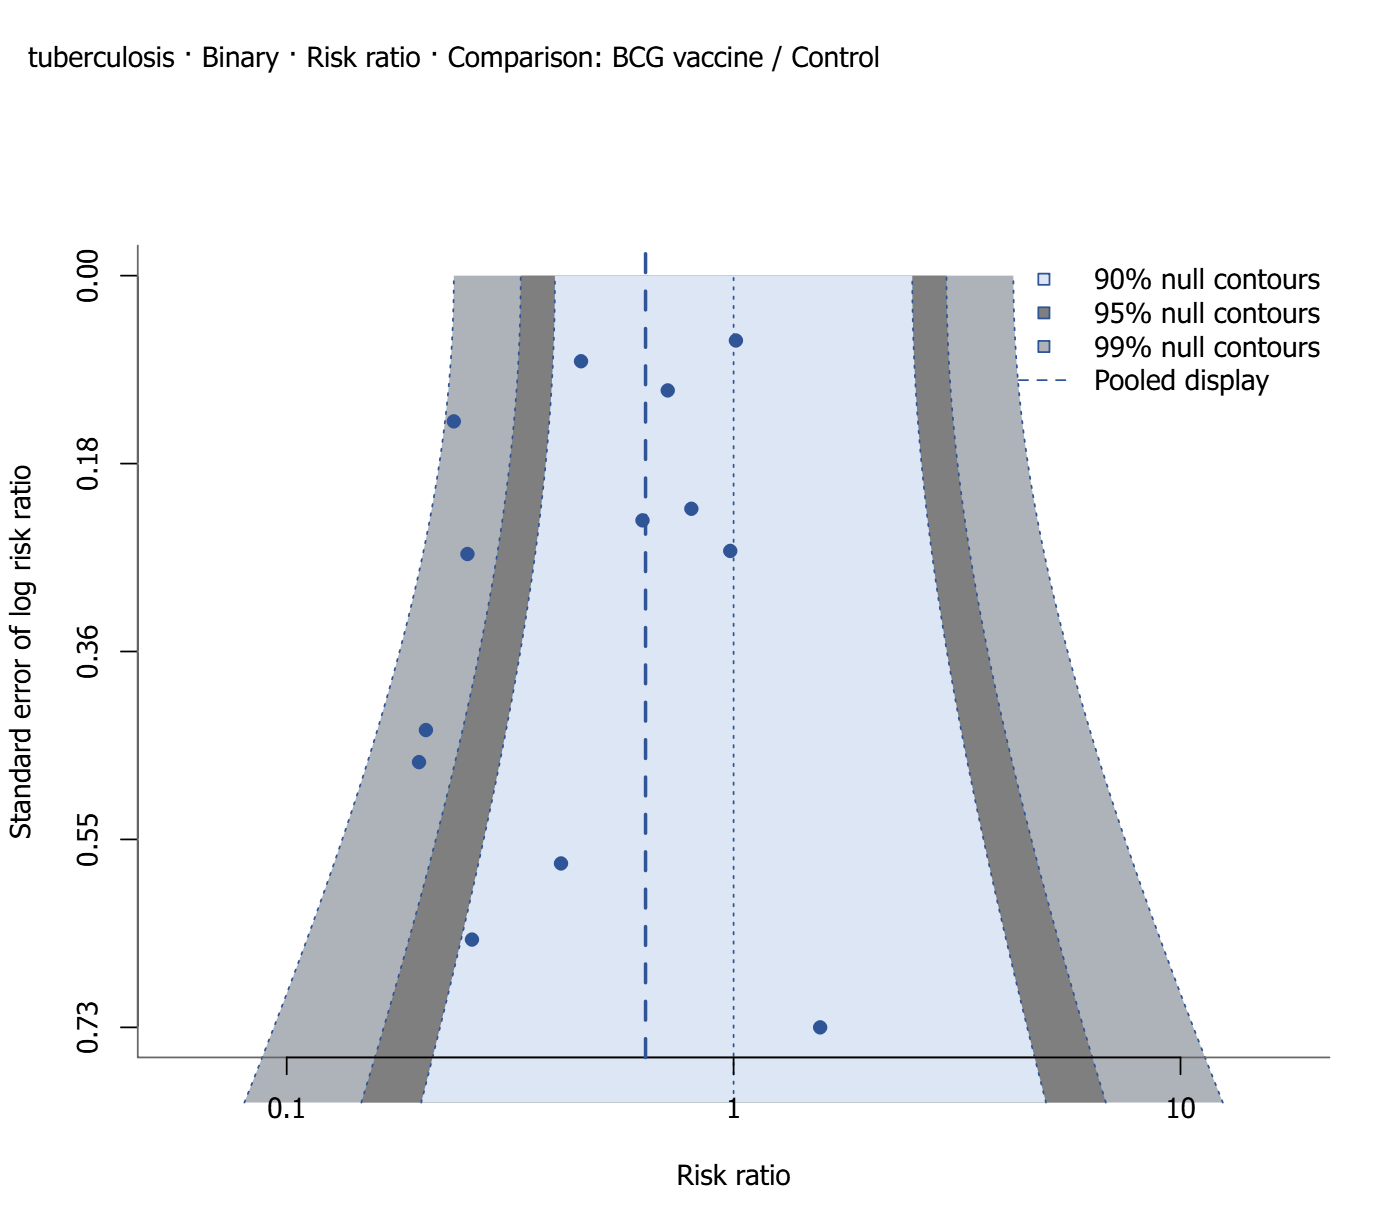 tuberculosis · Binary · Risk ratio · Comparison: BCG vaccine / Control
90% null contours
95% null contours
99% null contours
Pooled display
Standard error of log risk ratio
0.00
0.18
0.36
0.55
0.73
0.1
1
10
Risk ratio